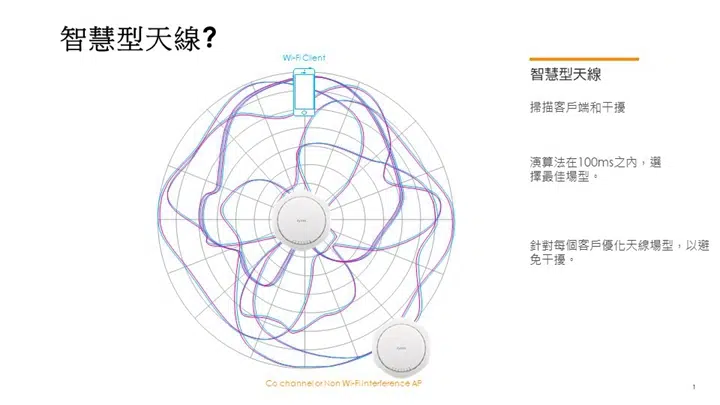 智慧型天線?
Wi-Fi Client
智慧型天線
掃描客戶端和干擾
演算法在100ms之內，選
擇最佳場型。
針對每個客戶優化天線場型，以避
免干擾。
Co channel or Non Wi-Fi interference AP
1